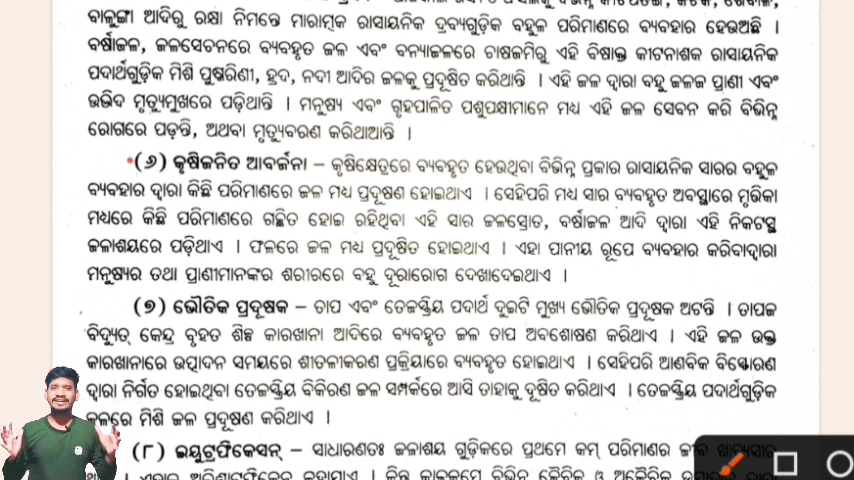 ବାଳୁଙ୍ଗା ଆଦିରୁ ରକ୍ଷା ନିମନ୍ତେ ମାରାତ୍ମକ ରାସାୟନିକ ଦ୍ରବ୍ୟଗୁଡ଼ିକ ବହୁଳ ପରିମାଣରେ ବ୍ୟବହାର ହେଉଅଛି ।
ବର୍ଷାଜଳ, ଜଳସେଚନରେ ବ୍ୟବହୃତ ଜଳ ଏବଂ ବନ୍ୟାଜଳରେ ଚାଷଜମିରୁ ଏହି ବିଷାକ୍ତ କୀଟନାଶକ ରାସାୟନିକ
ପଦାର୍ଥଗୁଡ଼ିକ ମିଶି ପୁଷ୍କରିଣୀ, ହ୍ରଦ, ନଦୀ ଆଦିର ଜଳକୁ ପ୍ରଦୂଷିତ କରିଥାନ୍ତି । ଏହି ଜଳ ଦ୍ୱାରା ବହୁ ଜଳଜ ପ୍ରାଣୀ ଏବଂ
ଉଦ୍ଭିଦ ମୃତ୍ୟୁମୁଖରେ ପଡ଼ିଥାନ୍ତି । ମନୁଷ୍ୟ ଏବଂ ଗୃହପାଳିତ ପଶୁପକ୍ଷୀମାନେ ମଧ୍ୟ ଏହି ଜଳ ସେବନ କରି ବିଭିନ୍ନ
ରୋଗରେ ପଡ଼ନ୍ତି, ଅଥବା ମୃତ୍ୟୁବରଣ କରିଥାଆନ୍ତି ।
(୬) କୃଷିଜନିତ ଆବର୍ଜନା – କୃଷିକ୍ଷେତ୍ରରେ ବ୍ୟବହୃତ ହେଉଥିବା ବିଭିନ୍ନ ପ୍ରକାର ରାସାୟନିକ ସାରର ବହୁଳ
ବ୍ୟବହାର ଦ୍ୱାରା କିଛି ପରିମାଣରେ ଜଳ ମଧ୍ୟ ପ୍ରଦୂଷଣ ହୋଇଥାଏ । ସେହିପରି ମଧ୍ୟ ସାର ବ୍ୟବହୃତ ଅବସ୍ଥାରେ ମୃତ୍ତିକା
ମଧ୍ୟରେ କିଛି ପରିମାଣରେ ଗଚ୍ଛିତ ହୋଇ ରହିଥିବା ଏହି ସାର ଜଳସ୍ରୋତ, ବର୍ଷାଜଳ ଆଦି ଦ୍ୱାରା ଏହି ନିକଟସ୍ଥ
ଜଳାଶୟରେ ପଡ଼ିଥାଏ । ଫଳରେ ଜଳ ମଧ୍ୟ ପ୍ରଦୂଷିତ ହୋଇଥାଏ । ଏହା ପାନୀୟ ରୂପେ ବ୍ୟବହାର କରିବାଦ୍ୱାରା
ମନୁଷ୍ୟର ତଥା ପ୍ରାଣୀମାନଙ୍କର ଶରୀରରେ ବହୁ ଦୂରାରୋଗ ଦେଖାଦେଇଥାଏ ।
(୭) ଭୌତିକ ପ୍ରଦୂଷକ – ତାପ ଏବଂ ତେଜସ୍କ୍ରିୟ ପଦାର୍ଥ ଦୁଇଟି ମୁଖ୍ୟ ଭୌତିକ ପ୍ରଦୂଷକ ଅଟନ୍ତି । ତାପଜ
ବିଦ୍ୟୁତ୍ କେନ୍ଦ୍ର ବୃହତ ଶିଳ୍ପ କାରଖାନା ଆଦିରେ ବ୍ୟବହୃତ ଜଳ ତାପ ଅବଶୋଷଣ କରିଥାଏ । ଏହି ଜଳ ଉକ୍ତ
କାରଖାନାରେ ଉତ୍ପାଦନ ସମୟରେ ଶୀତଳୀକରଣ ପ୍ରକ୍ରିୟାରେ ବ୍ୟବହୃତ ହୋଇଥାଏ । ସେହିପରି ଆଣବିକ ବିସ୍ଫୋରଣ
ଦ୍ୱାରା ନିର୍ଗତ ହୋଇଥିବା ତେଜସ୍କ୍ରିୟ ବିକିରଣ ଜଳ ସମ୍ପର୍କରେ ଆସି ତାହାକୁ ଦୂଷିତ କରିଥାଏ । ତେଜସ୍କ୍ରିୟ ପଦାର୍ଥଗୁଡ଼ିକ
ଜଳରେ ମିଶି ଜଳ ପ୍ରଦୂଷଣ କରିଥାଏ ।
(୮) ଇୟୁଟ୍ରଫିକେସନ୍ – ସାଧାରଣତଃ ଜଳାଶୟ ଗୁଡ଼ିକରେ ପ୍ରଥମେ କମ୍ ପରିମାଣର ଜୀବ